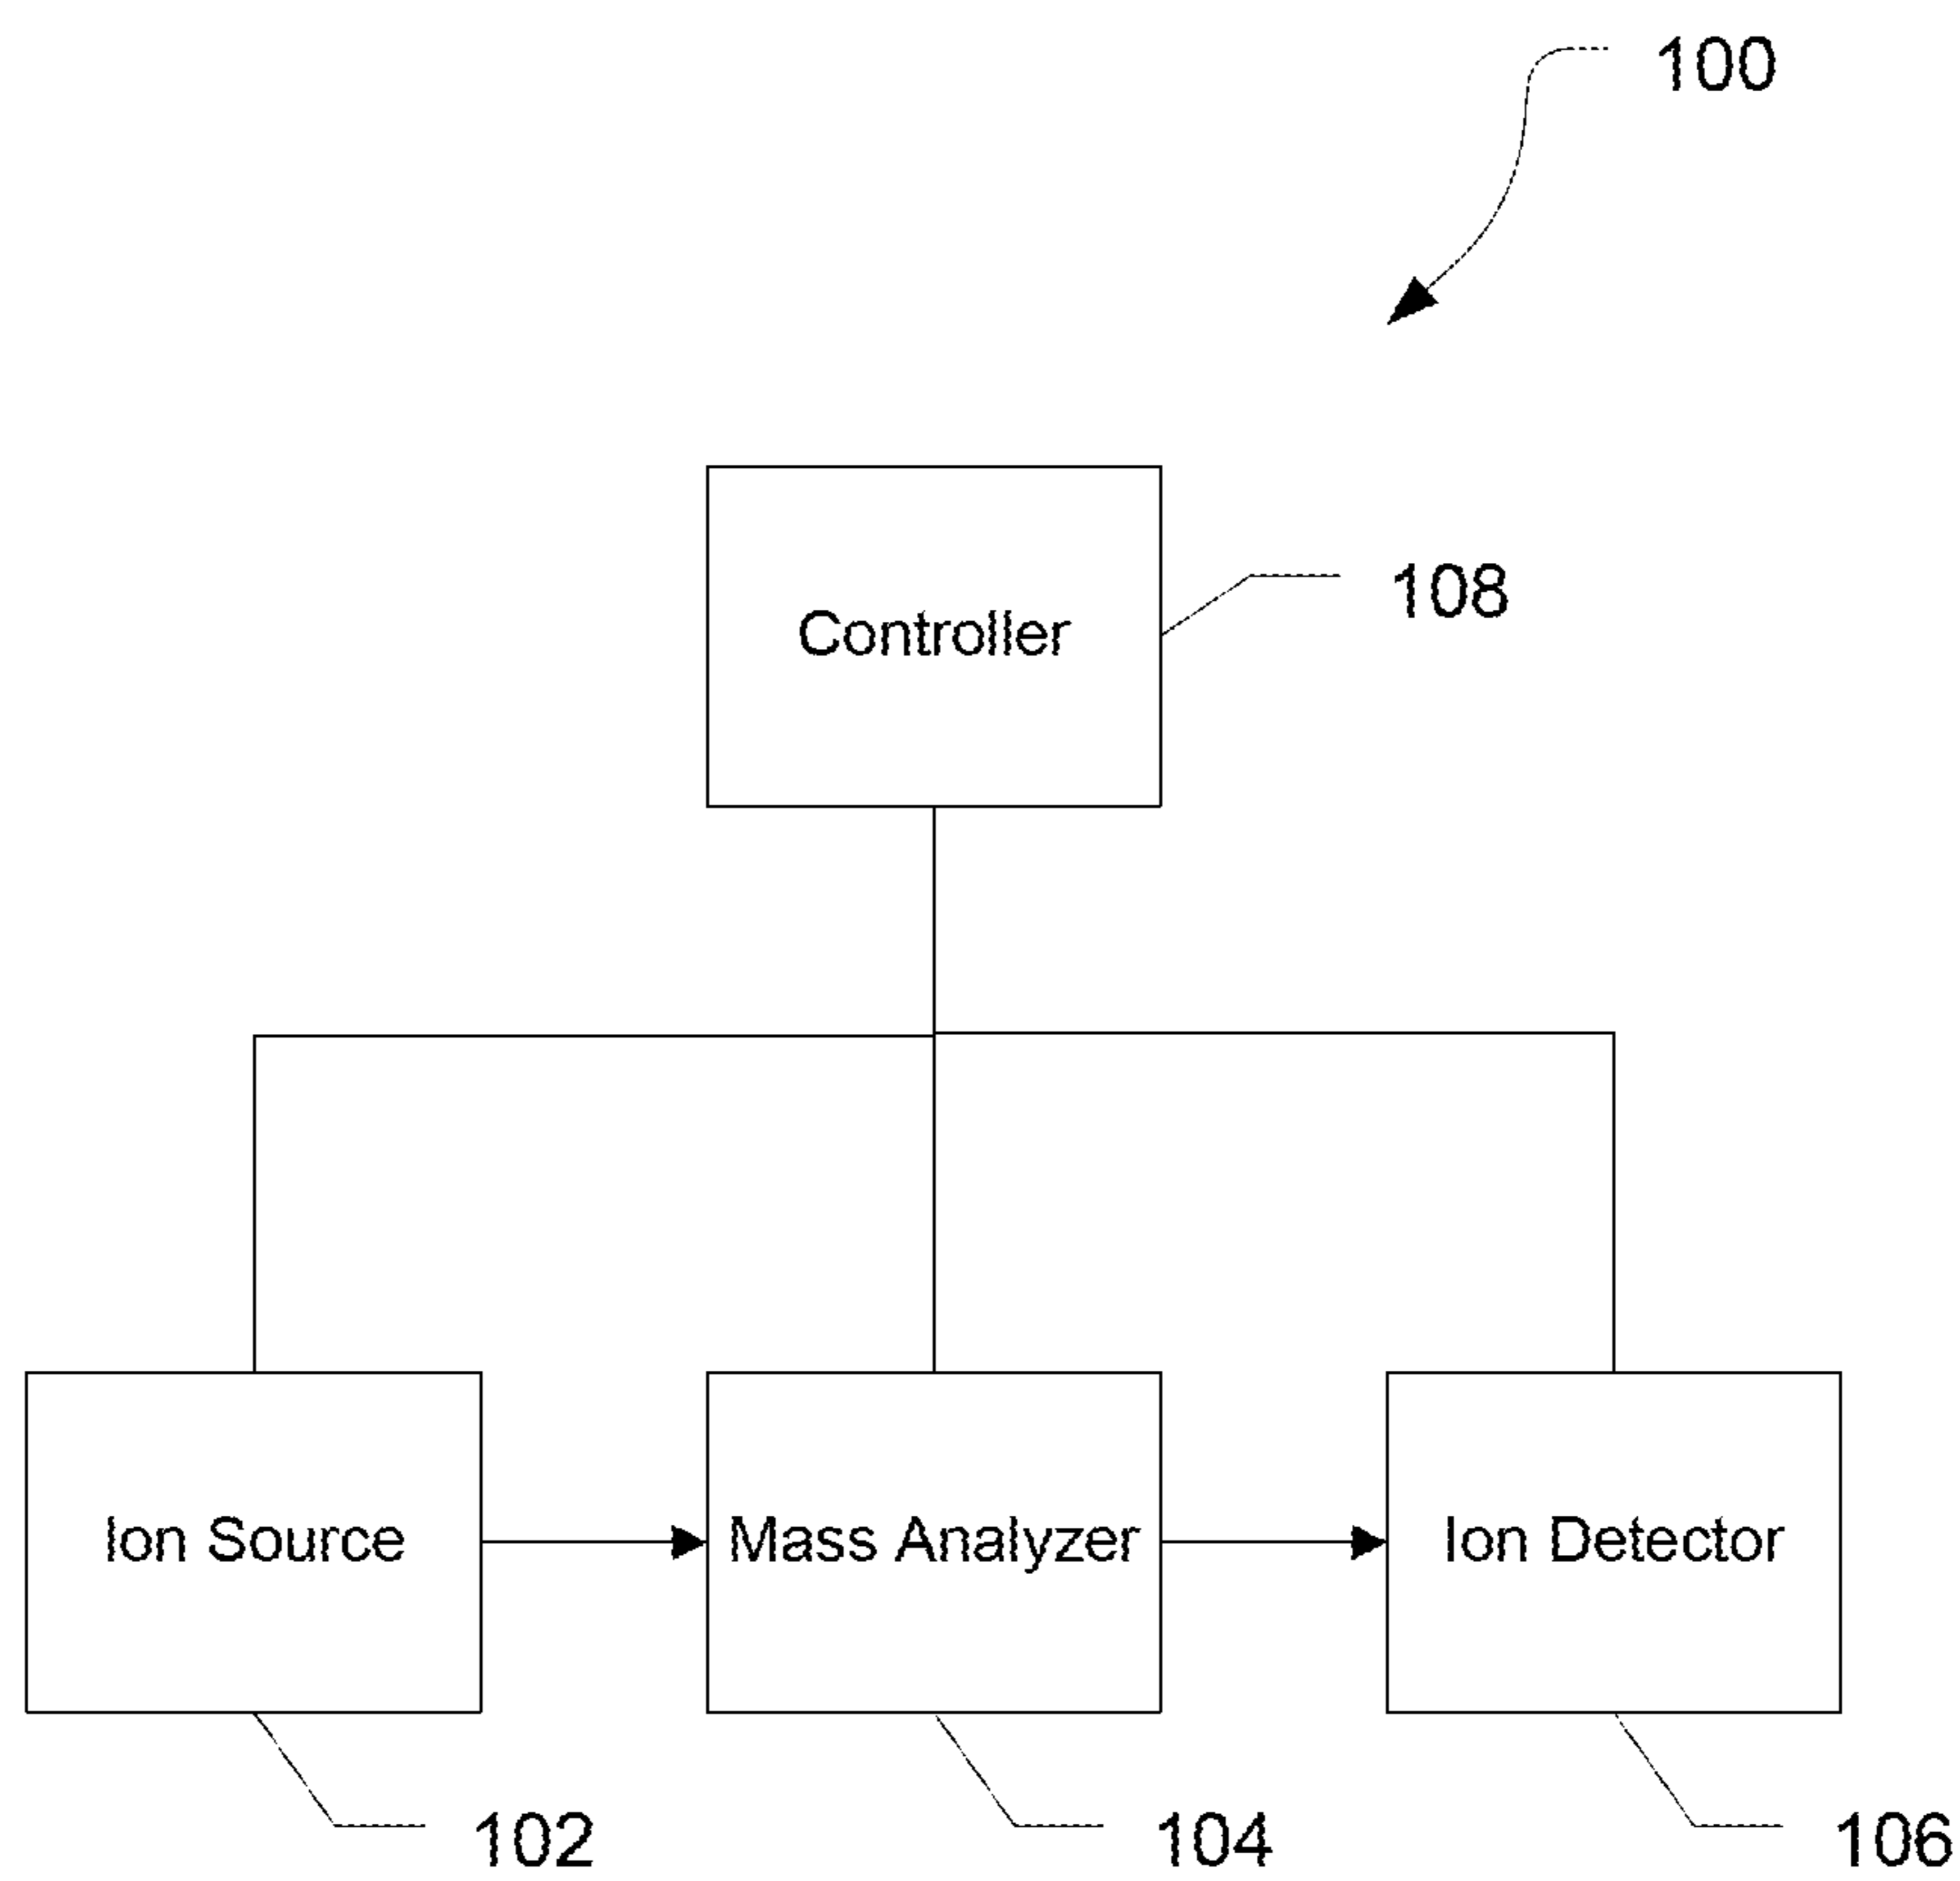 100
Controller
108
Ion Source
Mass Analyzer
Ion Detector
102
104
106